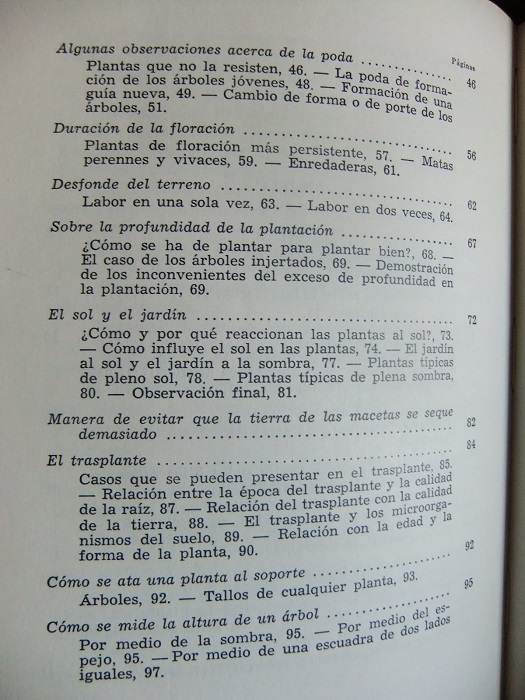 Páginas
Algunas observaciones acerca de la poda .............. 46
Plantas que no la resisten, 46. — La poda de forma-
ción de los árboles jóvenes, 48. — Formación de una
guía nueva, 49. — Cambio de forma o de porte de los
árboles, 51.
Duración de la floración .............................. 56
Plantas de floración más persistente, 57. — Matas
perennes y vivaces, 59. — Enredaderas, 61.
Desfonde del terreno .............................. 62
Labor en una sola vez, 63. — Labor en dos veces, 64.
Sobre la profundidad de la plantación .............. 67
¿Cómo se ha de plantar para plantar bien?, 68. —
El caso de los árboles injertados, 69. — Demostración
de los inconvenientes del exceso de profundidad en
la plantación, 69.
El sol y el jardín .................................. 72
¿Cómo y por qué reaccionan las plantas al sol?, 73.
— Cómo influye el sol en las plantas, 74. — El jardín
al sol y el jardín a la sombra, 77. — Plantas típicas
de pleno sol, 78. — Plantas típicas de plena sombra,
80. — Observación final, 81.
Manera de evitar que la tierra de las macetas se seque
demasiado .................................... 82
El trasplante .................................... 84
Casos que se pueden presentar en el trasplante, 85.
— Relación entre la época del trasplante y la calidad
de la raíz, 87. — Relación del trasplante con la calidad
de la tierra, 88. — El trasplante y los microorga-
nismos del suelo, 89. — Relación con la edad y la
forma de la planta, 90.
Cómo se ata una planta al soporte .................. 92
Árboles, 92. — Tallos de cualquier planta, 93.
Cómo se mide la altura de un árbol .................. 95
Por medio de la sombra, 95. — Por medio del es-
pejo, 95. — Por medio de una escuadra de dos lados
iguales, 97.